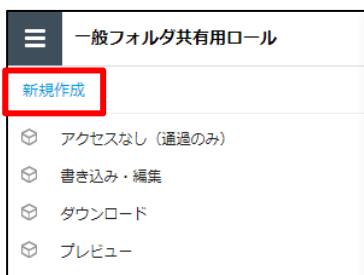 一般フォルダ共有用ロール
新規作成
アクセスなし（通過のみ）
書き込み・編集
ダウンロード
プレビュー